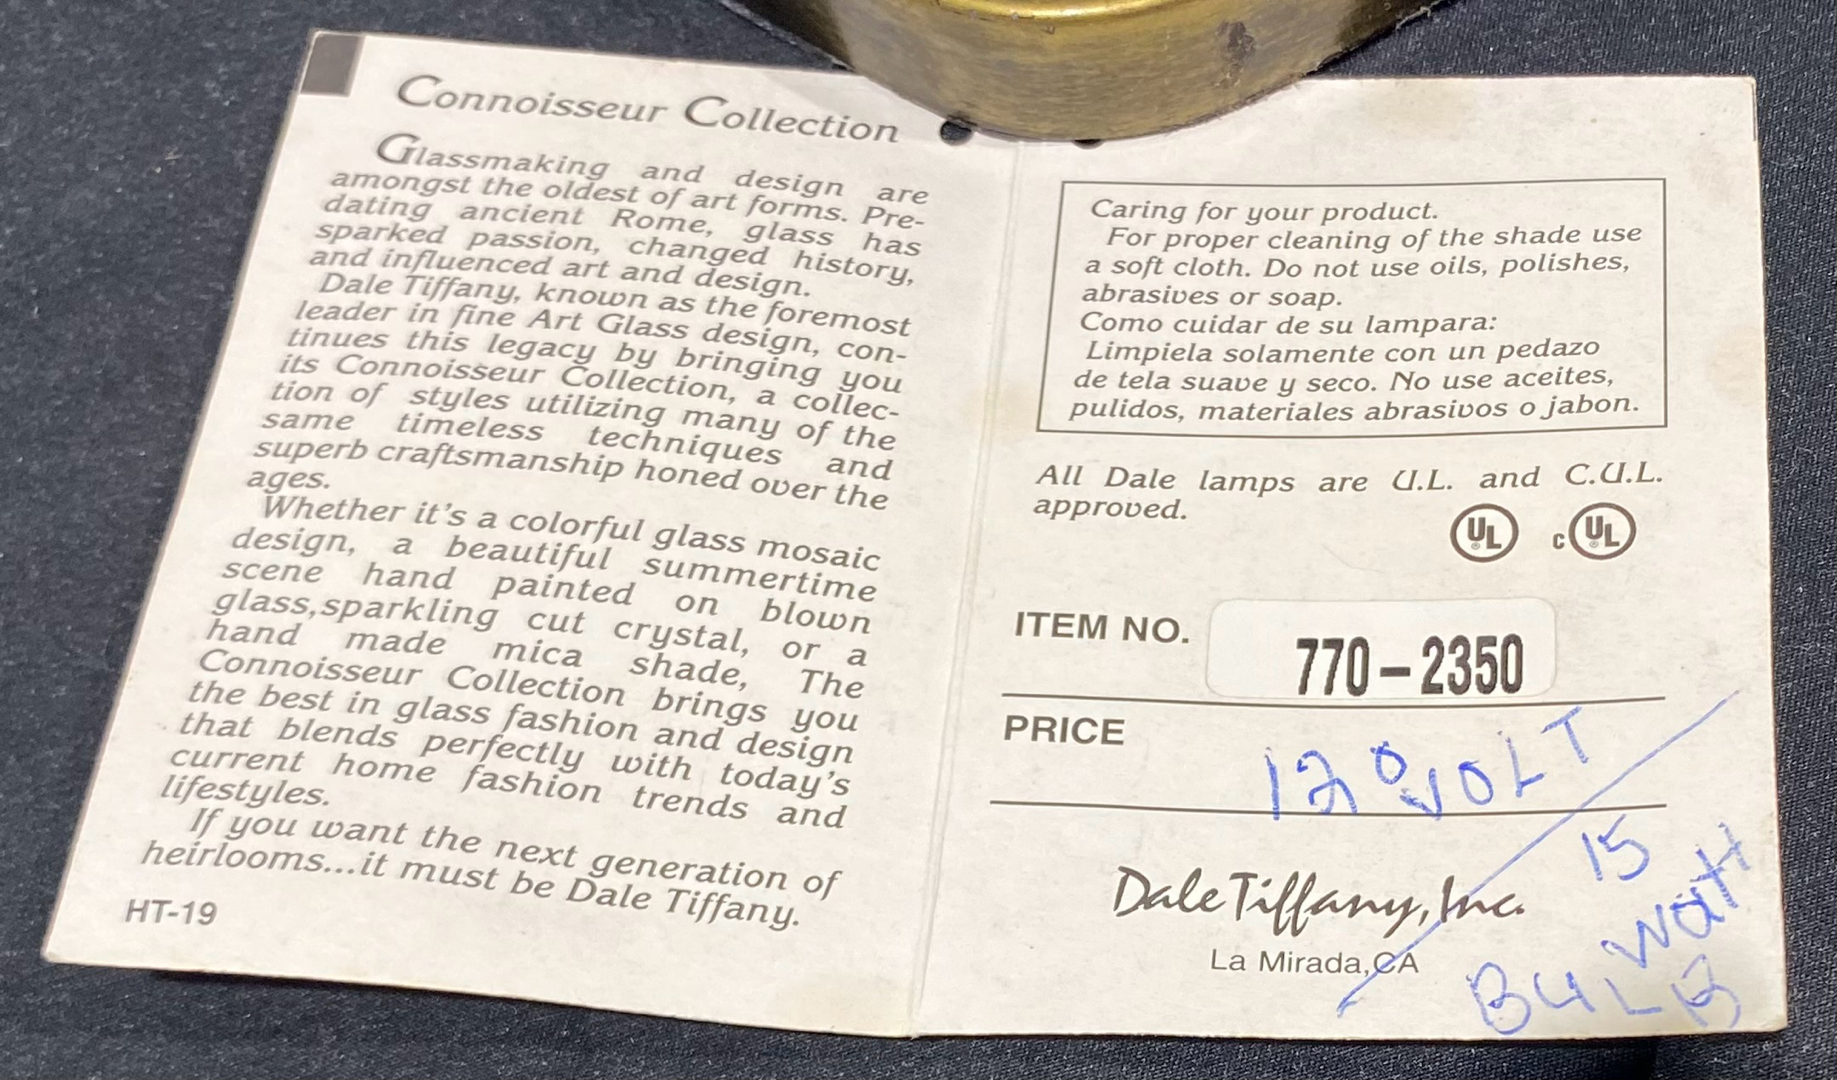 Connoisseur Collection
Glassmaking and design are
amongst the oldest of art forms. Pre-
dating ancient Rome, glass has
sparked passion, changed history,
and influenced art and design.
Dale Tiffany, known as the foremost
leader in fine Art Glass design, con-
tinues this legacy by bringing you
its Connoisseur Collection, a collec-
tion of styles utilizing many of the
same timeless techniques and
superb craftsmanship honed over the
ages.
Whether it's a colorful glass mosaic
design, a beautiful summertime
scene hand painted on blown
glass,sparkling cut crystal, or a
hand made mica shade, The
Connoisseur Collection brings you
the best in glass fashion and design
that blends perfectly with today's
current home fashion trends and
lifestyles.
If you want the next generation of
heirlooms...it must be Dale Tiffany.
HT-19
Caring for your product.
For proper cleaning of the shade use
a soft cloth. Do not use oils, polishes,
abrasives or soap.
Como cuidar de su lampara:
Limpiela solamente con un pedazo
de tela suave y seco. No use aceites,
pulidos, materiales abrasivos o jabon.
All Dale lamps are U.L. and C.U.L.
approved.
UL® c UL®
ITEM NO. 770-2350
PRICE
120 VOLT
15
WATT
BULB
Dale Tiffany, Inc.
La Mirada,CA